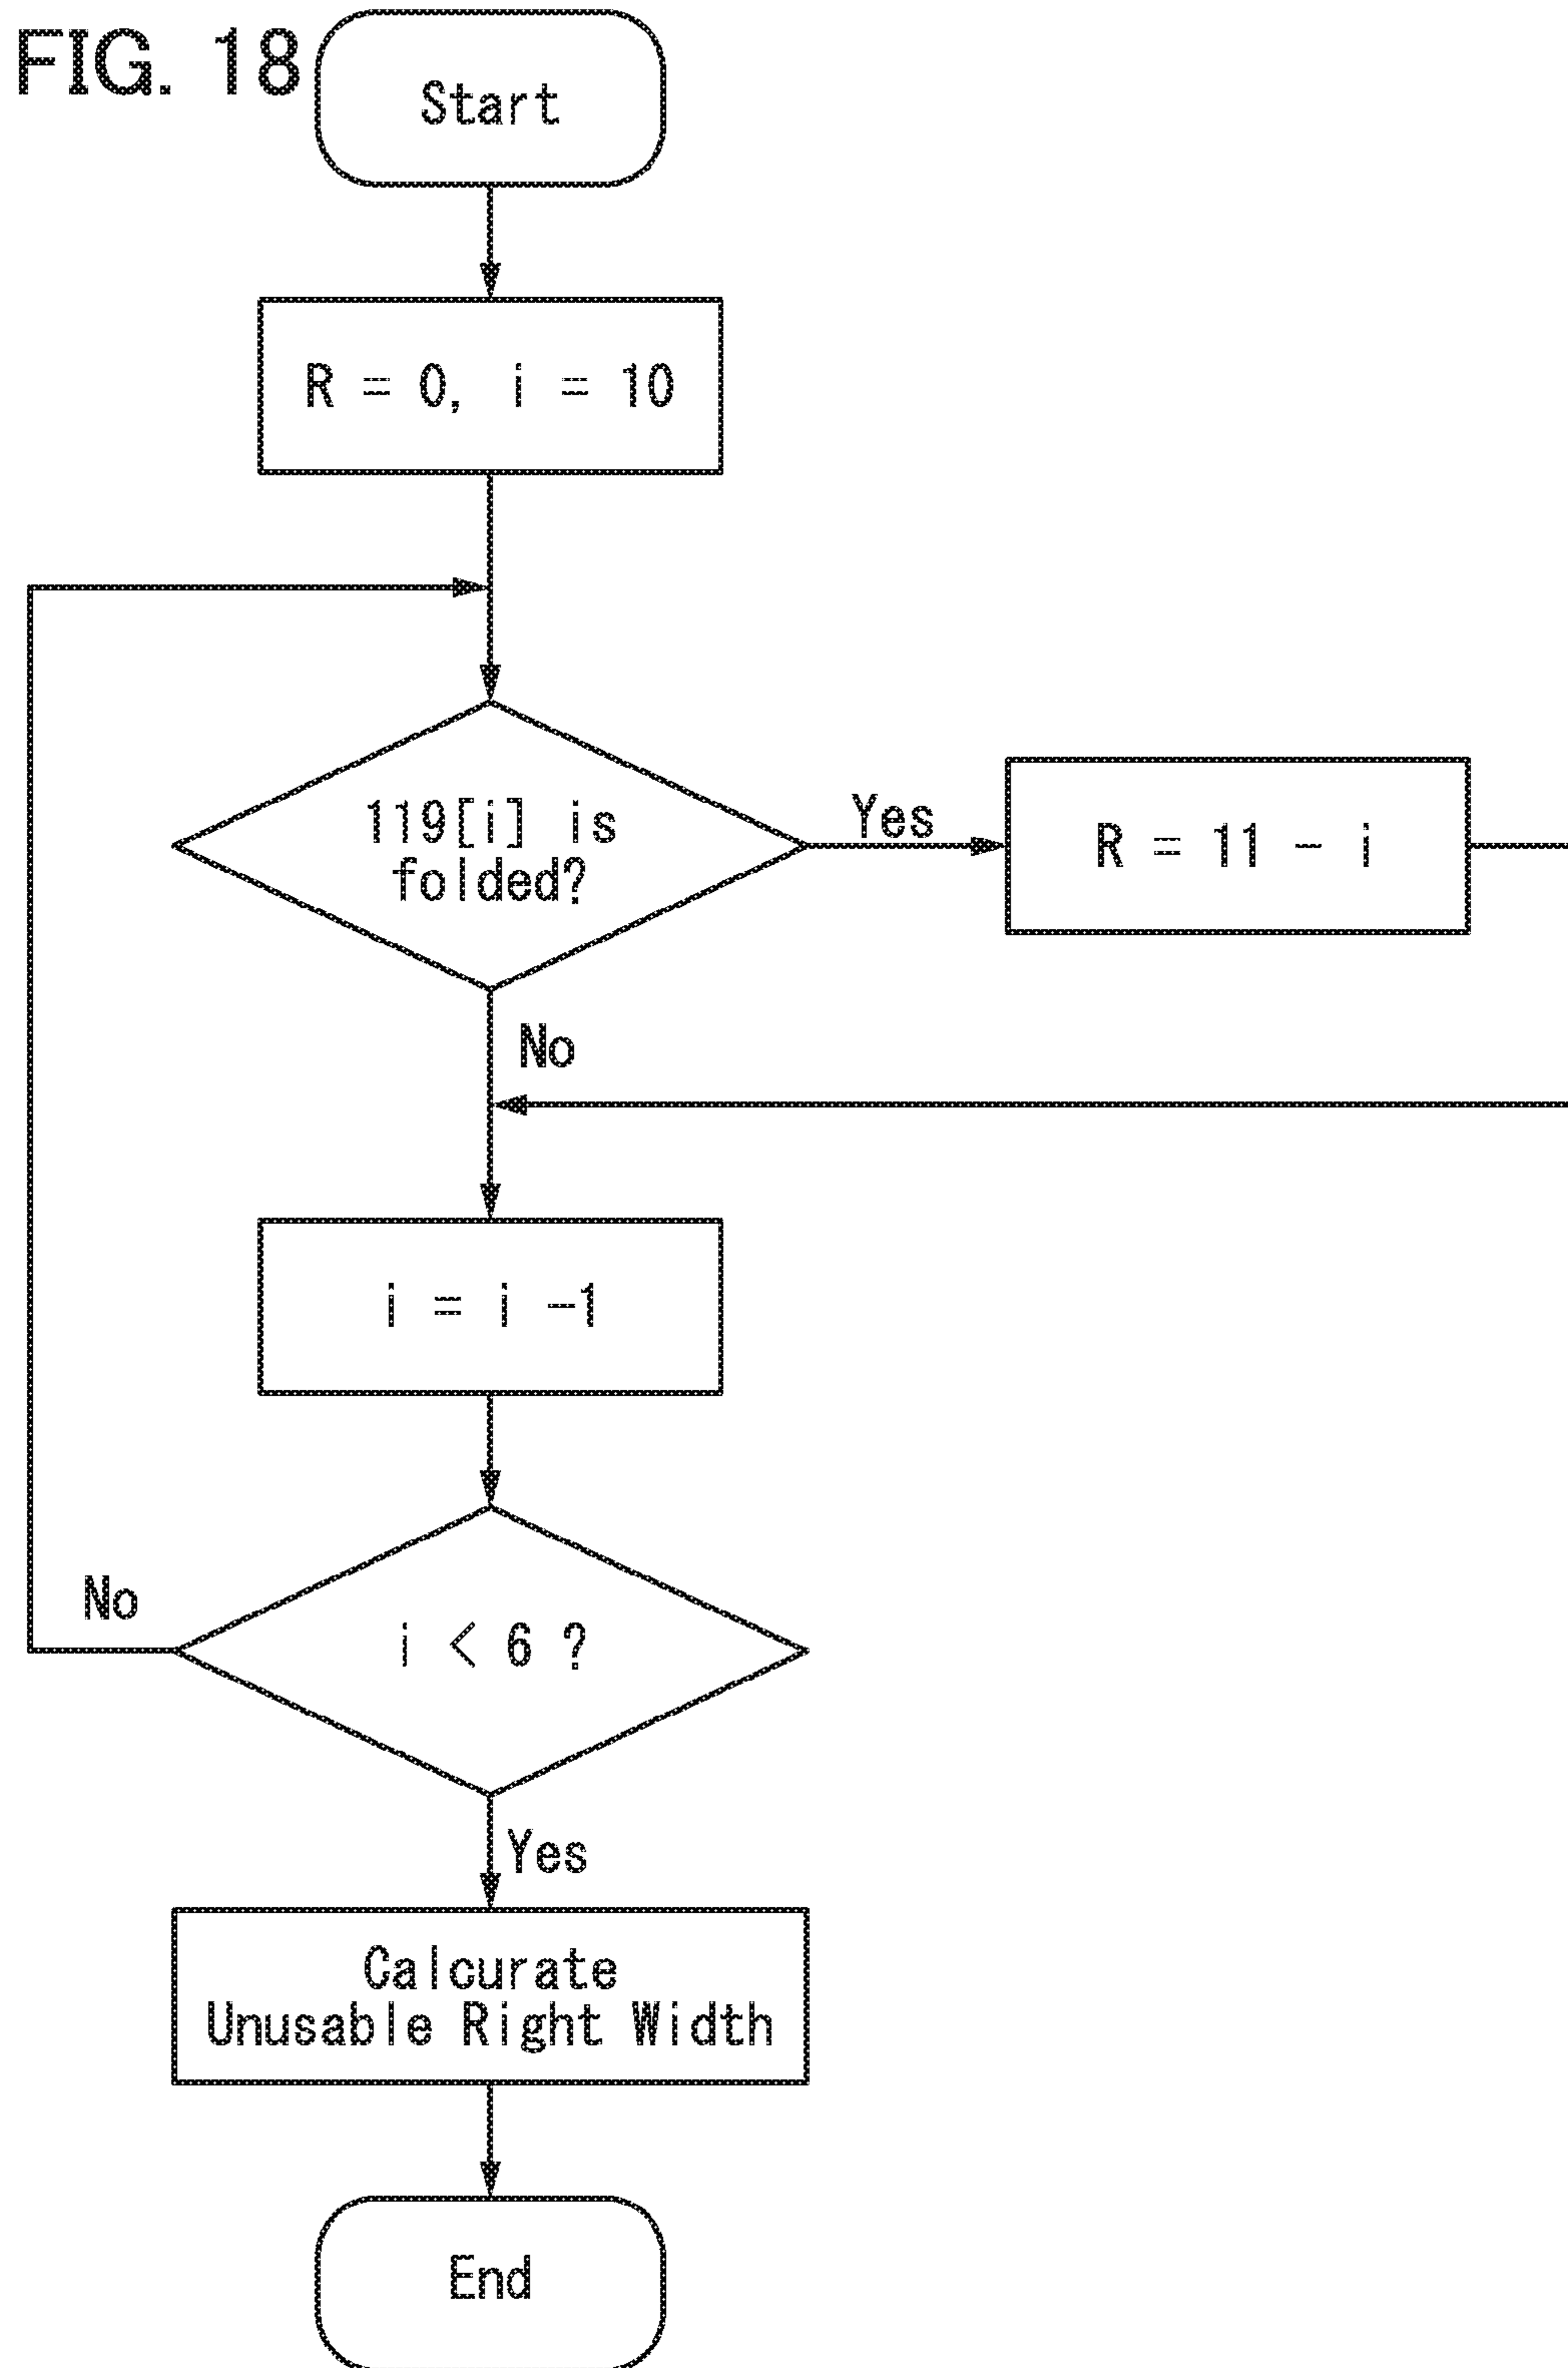 FIG. 18
Start
R = 0, i = 10
119[i] is
folded?
Yes
R = 11 - i
No
i = i -1
i < 6 ?
No
Yes
Calcurate
Unusable Right Width
End